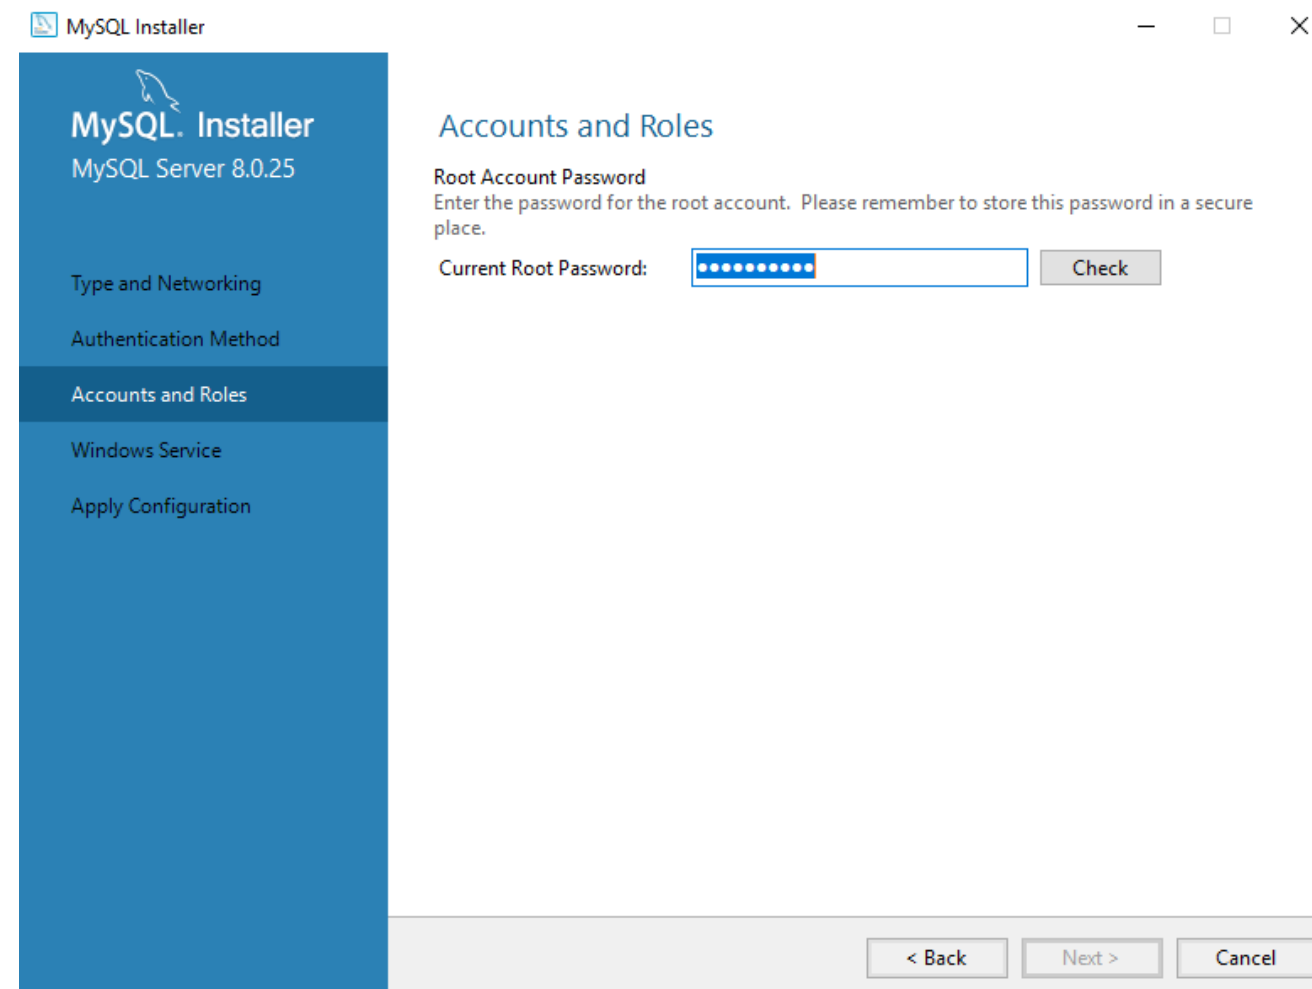 MySQL Installer
MySQL. Installer
MySQL Server 8.0.25
Type and Networking
Authentication Method
Accounts and Roles
Windows Service
Apply Configuration
Accounts and Roles
Root Account Password
Enter the password for the root account.  Please remember to store this password in a secure
place.
Current Root Password:
Check
< Back
Next >
Cancel